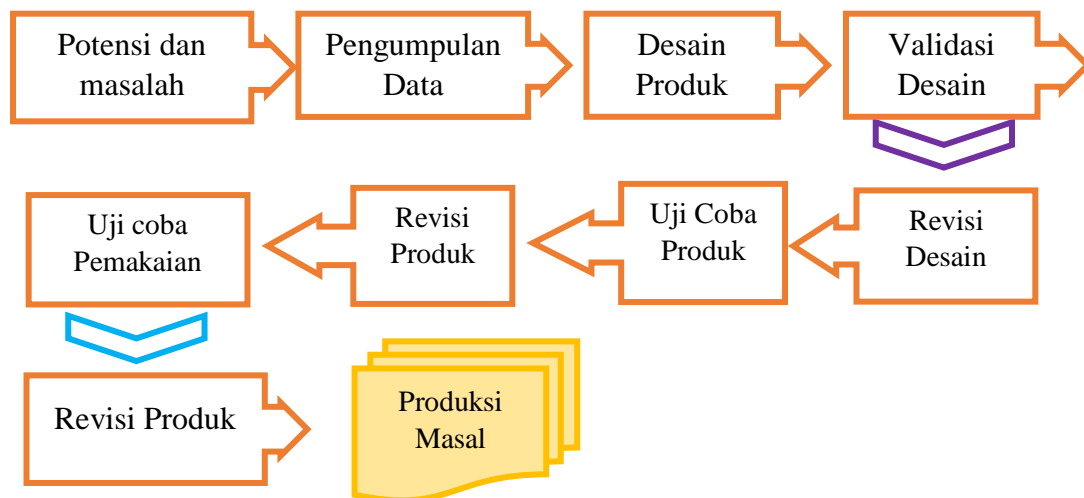 Potensi dan
masalah
Pengumpulan
Data
Desain
Produk
Validasi
Desain
Revisi
Desain
Uji Coba
Produk
Revisi
Produk
Uji coba
Pemakaian
Revisi Produk
Produksi
Masal